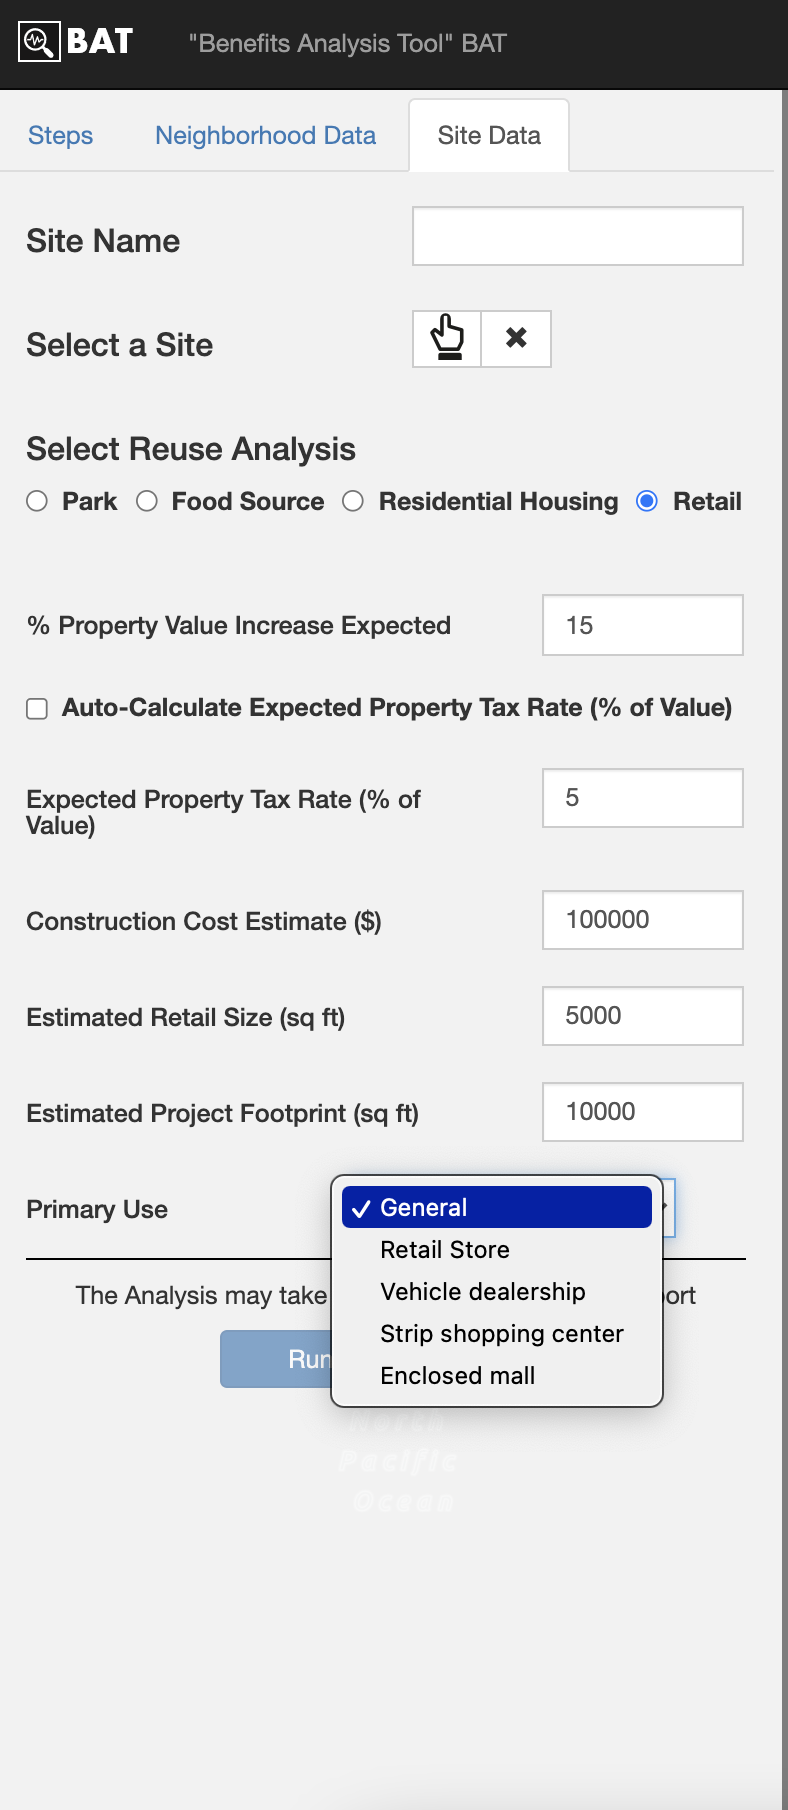 BAT "Benefits Analysis Tool" BAT
Steps Neighborhood Data Site Data
Site Name
Select a Site
Select Reuse Analysis
Park Food Source Residential Housing Retail
% Property Value Increase Expected 15
Auto-Calculate Expected Property Tax Rate (% of Value)
Expected Property Tax Rate (% of
Value) 5
Construction Cost Estimate ($) 100000
Estimated Retail Size (sq ft) 5000
Estimated Project Footprint (sq ft) 10000
Primary Use ✓ General
Retail Store
The Analysis may take Vehicle dealership ort
Strip shopping center
Run Enclosed mall
North
Pacific
Ocean